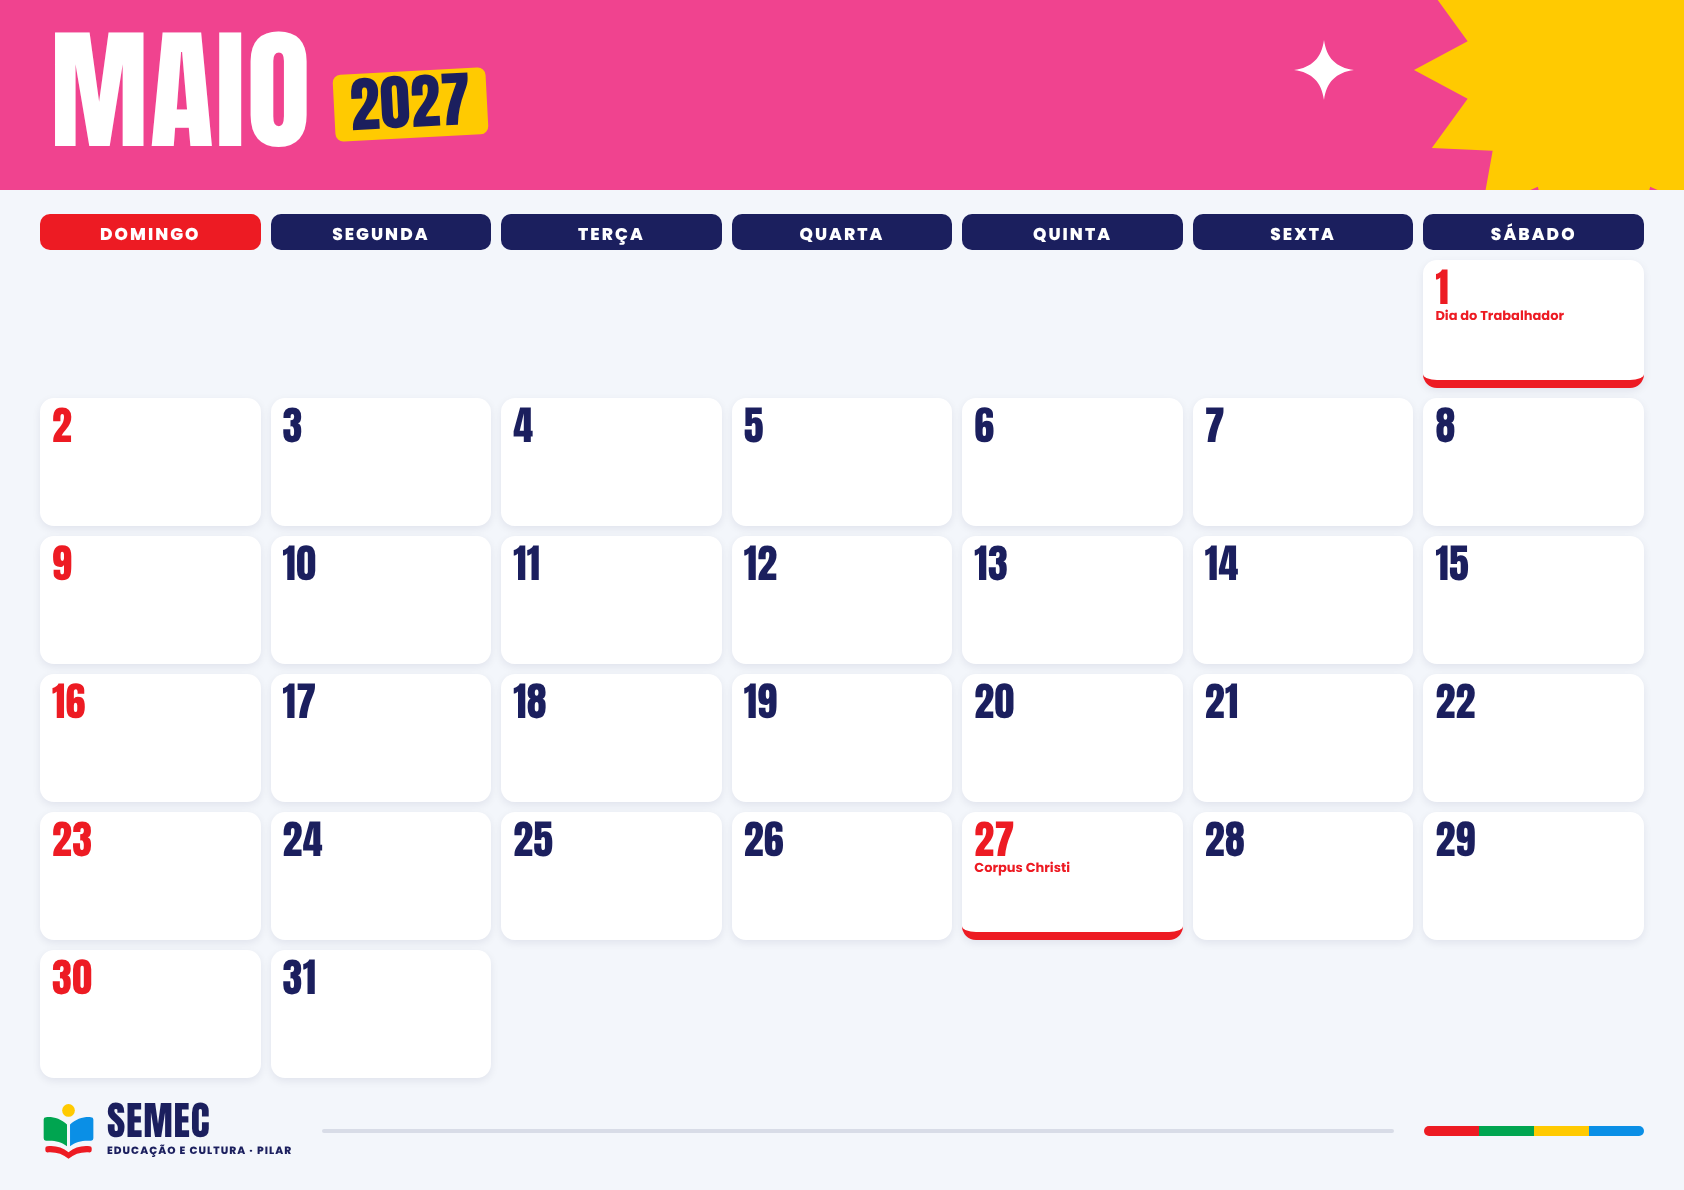 MAIO 2027
DOMINGO SEGUNDA TERÇA QUARTA QUINTA SEXTA SÁBADO
1
Dia do Trabalhador
2 3 4 5 6 7 8
9 10 11 12 13 14 15
16 17 18 19 20 21 22
23 24 25 26 27 28 29
Corpus Christi
30 31
SEMEC
EDUCAÇÃO E CULTURA · PILAR